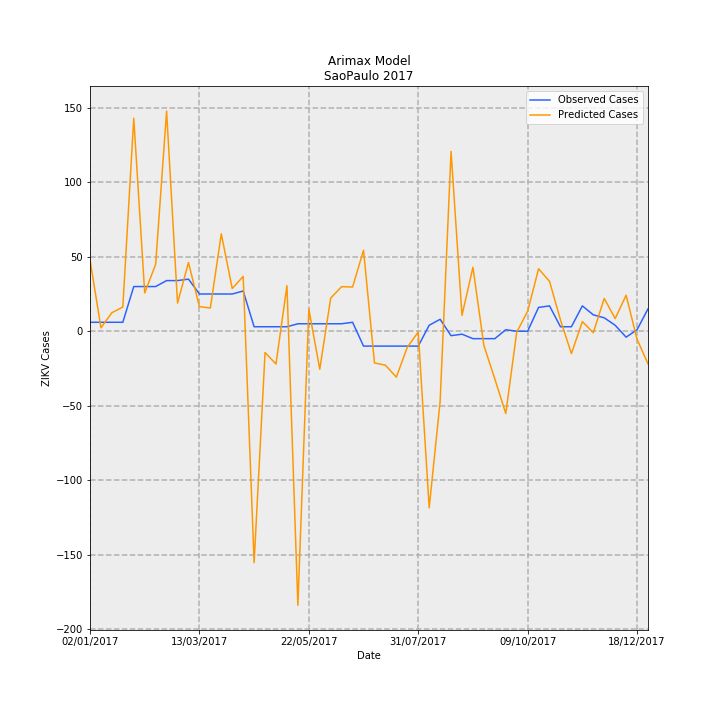 Arimax Model
SaoPaulo 2017
Observed Cases
Predicted Cases
150
100
50
0
−50
−100
−150
−200
ZIKV Cases
02/01/2017 13/03/2017 22/05/2017 31/07/2017 09/10/2017 18/12/2017
Date